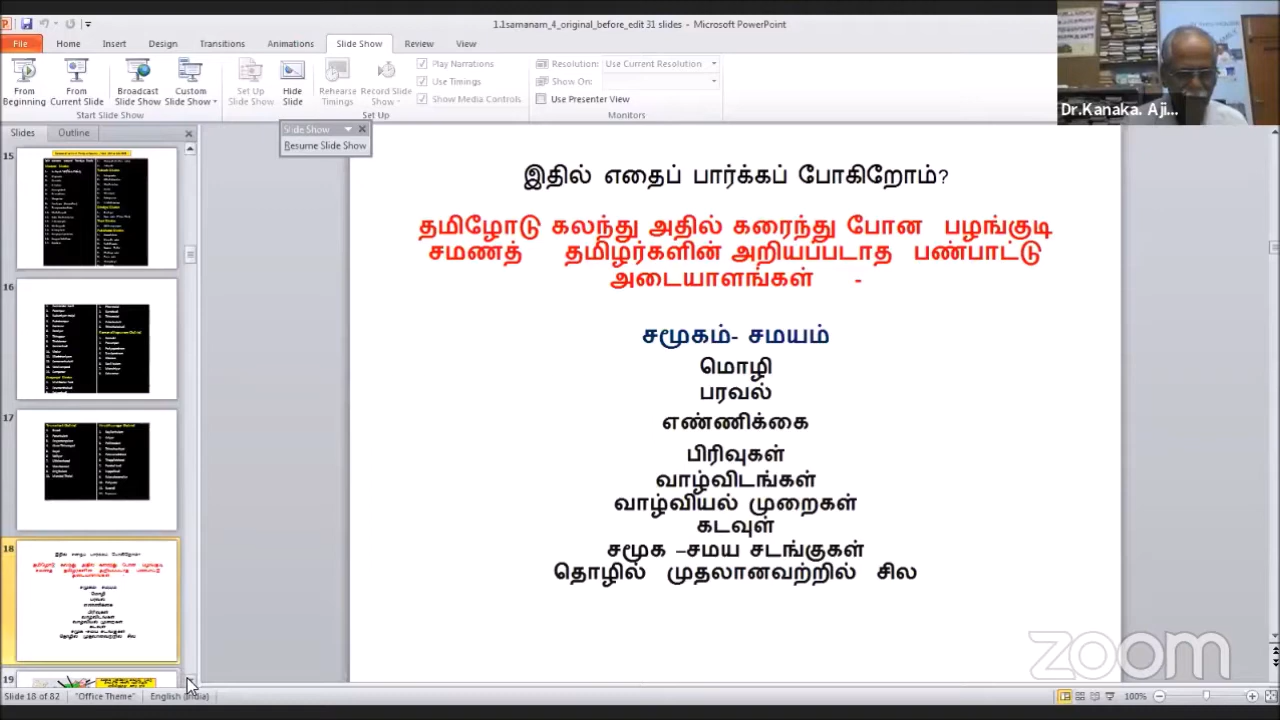 1.1samanam_4_original_before_edit 31 slides - Microsoft PowerPoint
File Home Insert Design Transitions Animations Slide Show Review View
From Beginning
From Current Slide
Broadcast Slide Show
Custom Slide Show
Set Up Slide Show
Hide Slide
Rehearse Timings
Record Slide Show
Narrations
Use Timings
Show Media Controls
Resolution: Use Current Resolution
Show On:
Use Presenter View
Start Slide Show
Set Up
Monitors
Dr.Kanaka. Aji...
Slides Outline
Slide Show
Resume Slide Show
15
16
17
18
19
இதில் எதைப் பார்க்கப் போகிறோம்?
தமிழோடு கலந்து அதில் கரைந்து போன பழங்குடி
சமணத் தமிழர்களின் அறியப்படாத பண்பாட்டு
அடையாளங்கள் -
சமூகம்- சமயம்
மொழி
பரவல்
எண்ணிக்கை
பிரிவுகள்
வாழ்விடங்கள்
வாழ்வியல் முறைகள்
கடவுள்
சமூக –சமய சடங்குகள்
தொழில் முதலானவற்றில் சில
zoom
Slide 18 of 82 "Office Theme" English (India)
100%